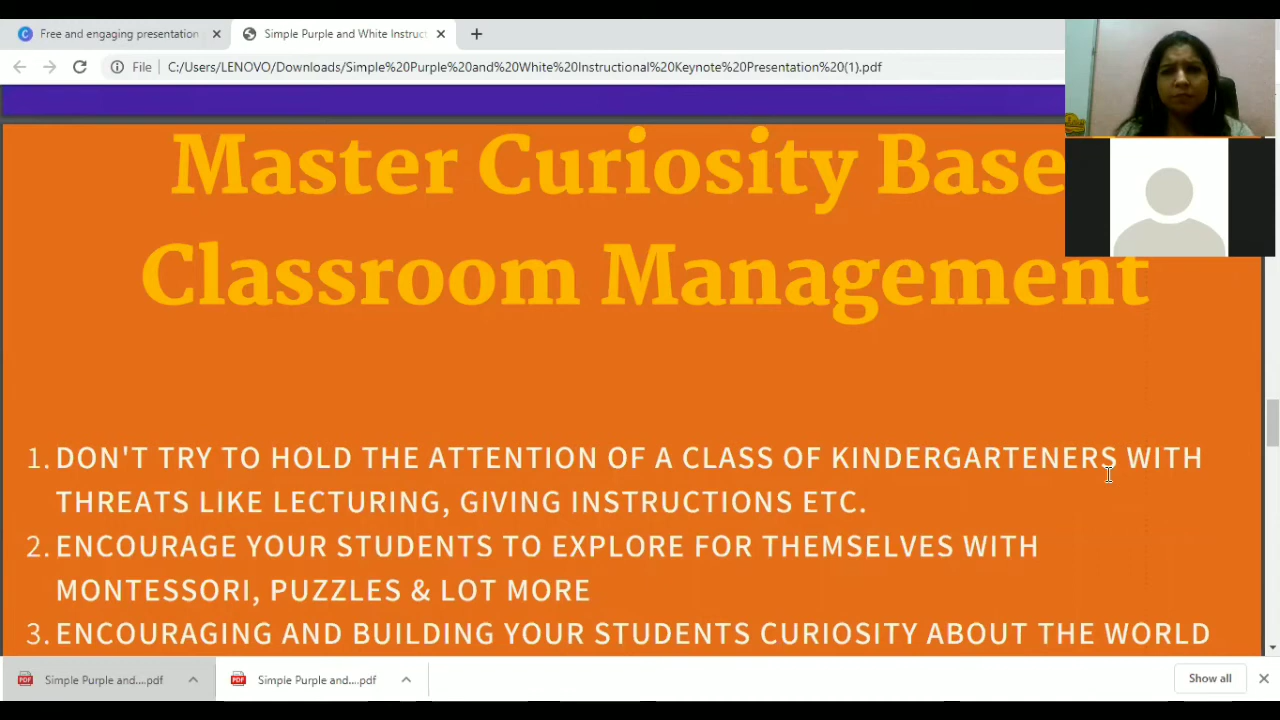 Free and engaging presentation
Simple Purple and White Instruc
File
C:/Users/LENOVO/Downloads/Simple%20Purple%20and%20White%20Instructional%20Keynote%20Presentation%20(1).pdf
Master Curiosity Base
Classroom Management
1. DON'T TRY TO HOLD THE ATTENTION OF A CLASS OF KINDERGARTENERS WITH
THREATS LIKE LECTURING, GIVING INSTRUCTIONS ETC.
2. ENCOURAGE YOUR STUDENTS TO EXPLORE FOR THEMSELVES WITH
MONTESSORI, PUZZLES & LOT MORE
3. ENCOURAGING AND BUILDING YOUR STUDENTS CURIOSITY ABOUT THE WORLD
PDF Simple Purple and....pdf
PDF Simple Purple and....pdf
Show all